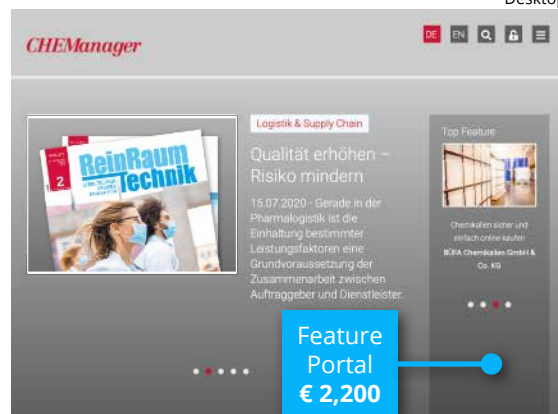 Desktop
CHEManager
DE EN
Logistik & Supply Chain
Qualität erhöhen –
Risiko mindern
15.07.2020 - Gerade in der
Pharmalogistik ist die
Einhaltung bestimmter
Leistungsfaktoren eine
Grundvoraussetzung der
Zusammenarbeit zwischen
Auftraggeber und Dienstleister.
2
ReinRaum
Technik
Top Feature
Chemikalien sicher und
einfach online kaufen
BÜFA Chemikalien GmbH &
Co. KG
Feature
Portal
€ 2,200